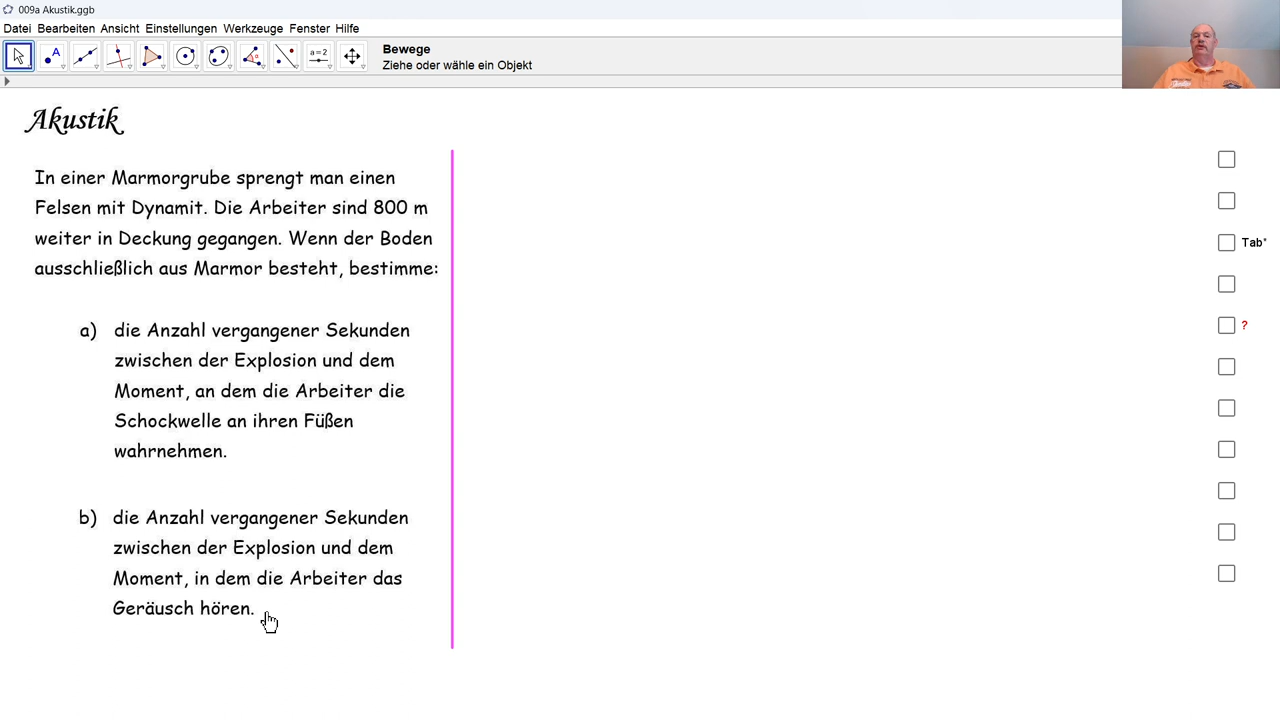 009a Akustik.ggb
Datei Bearbeiten Ansicht Einstellungen Werkzeuge Fenster Hilfe
A
a=2
Bewege
Ziehe oder wähle ein Objekt
Akustik
In einer Marmorgrube sprengt man einen
Felsen mit Dynamit. Die Arbeiter sind 800 m
weiter in Deckung gegangen. Wenn der Boden
ausschließlich aus Marmor besteht, bestimme:
a) die Anzahl vergangener Sekunden
zwischen der Explosion und dem
Moment, an dem die Arbeiter die
Schockwelle an ihren Füßen
wahrnehmen.
b) die Anzahl vergangener Sekunden
zwischen der Explosion und dem
Moment, in dem die Arbeiter das
Geräusch hören.
Tab°
?